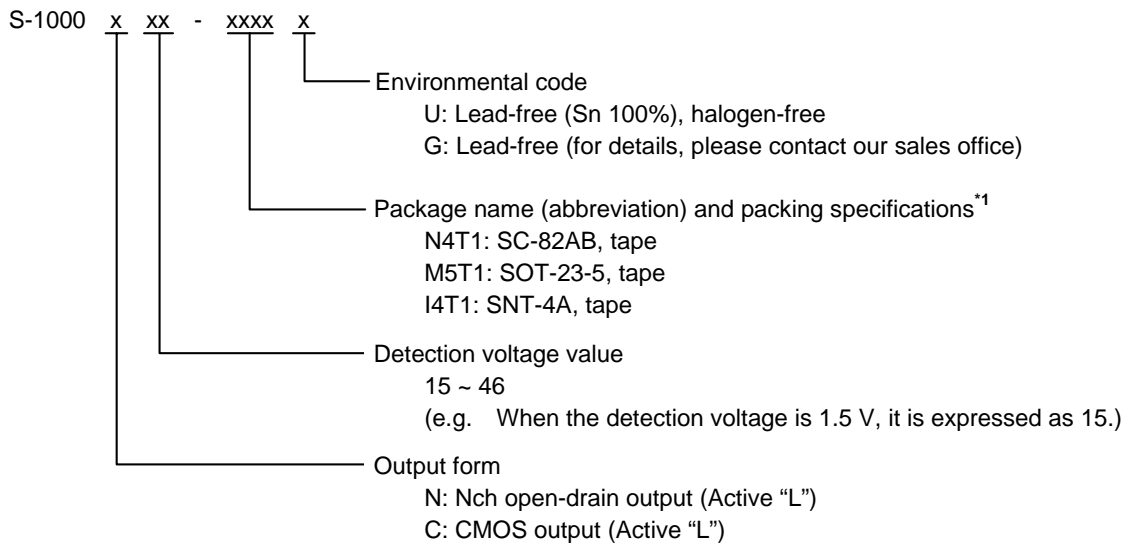 S-1000 x xx - xxxx x
Environmental code
U: Lead-free (Sn 100%), halogen-free
G: Lead-free (for details, please contact our sales office)
Package name (abbreviation) and packing specifications*1
N4T1: SC-82AB, tape
M5T1: SOT-23-5, tape
I4T1: SNT-4A, tape
Detection voltage value
15 ~ 46
(e.g. When the detection voltage is 1.5 V, it is expressed as 15.)
Output form
N: Nch open-drain output (Active “L”)
C: CMOS output (Active “L”)